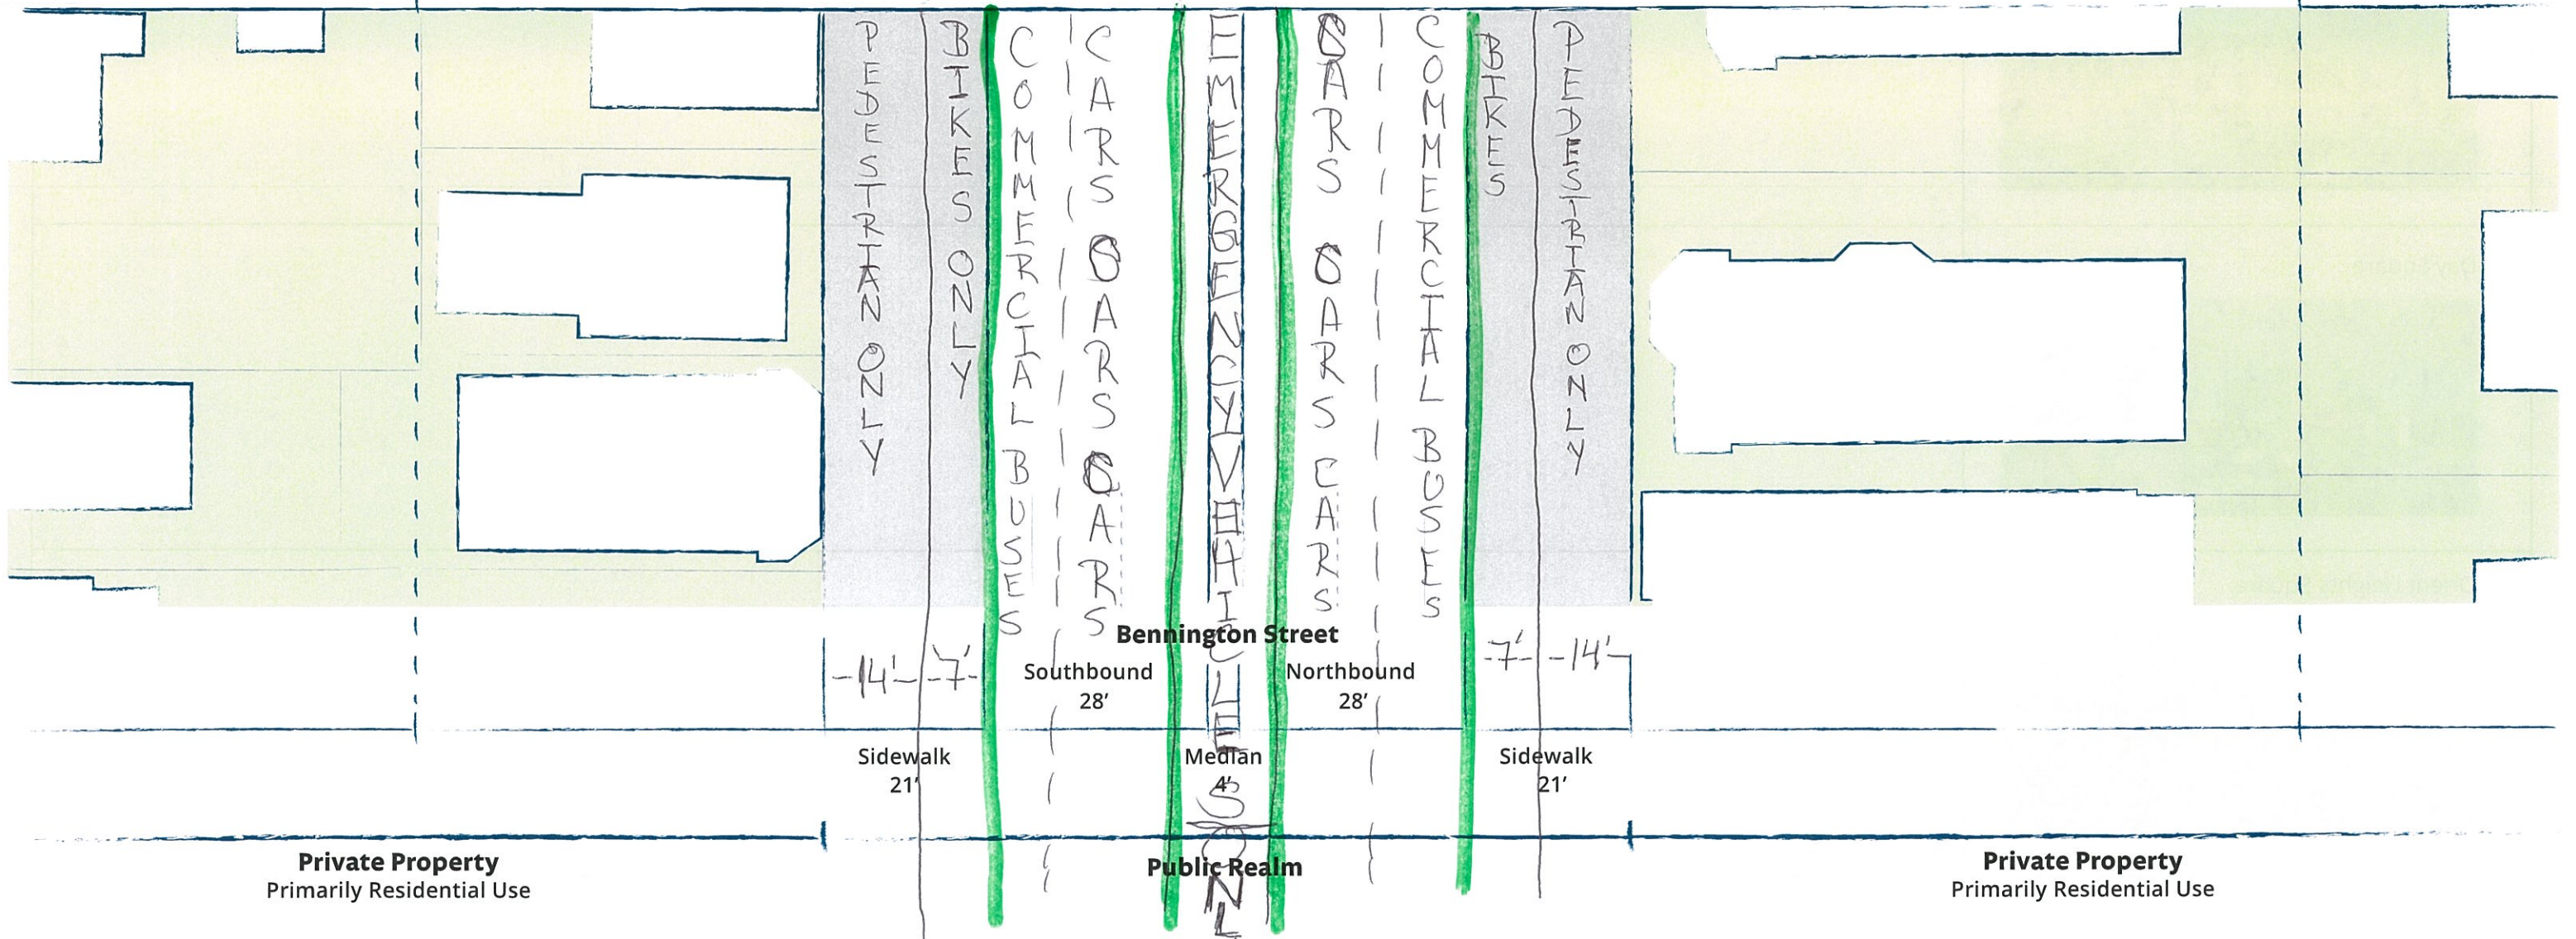 PEDESTRIAN ONLY
BIKES ONLY
COMMERCIAL BUSES
CARS CARS CARS
EMERGENCY VEHICLES ONL
CARS CARS CARS
COMMERCIAL BUSES
BIKES
PEDESTRIAN ONLY
Bennington Street
-14'- -7'-
Southbound
28'
Northbound
28'
-7'- -14'-
Sidewalk
21'
Median
4'
Sidewalk
21'
Private Property
Primarily Residential Use
Public Realm
Private Property
Primarily Residential Use